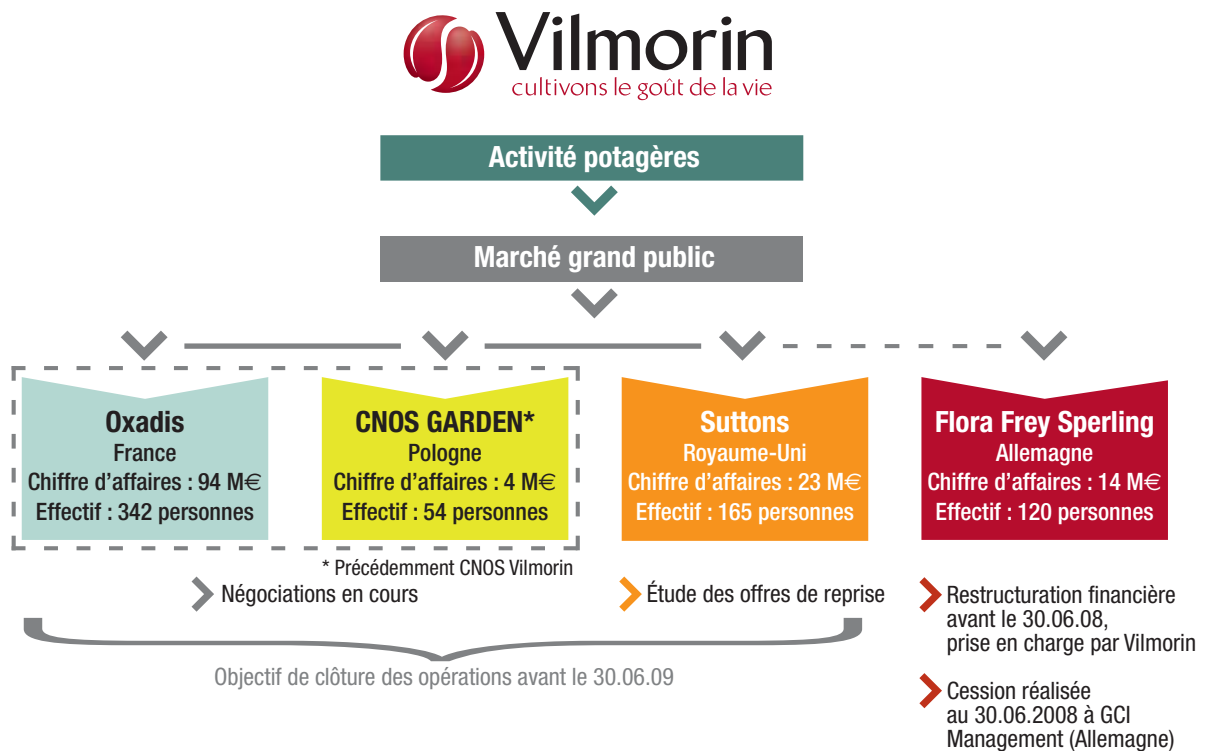 Vilmorin
cultivons le goût de la vie
Activité potagères
Marché grand public
Oxadis
France
Chiffre d'affaires : 94 M€
Effectif : 342 personnes
CNOS GARDEN*
Pologne
Chiffre d'affaires : 4 M€
Effectif : 54 personnes
Suttons
Royaume-Uni
Chiffre d'affaires : 23 M€
Effectif : 165 personnes
Flora Frey Sperling
Allemagne
Chiffre d'affaires : 14 M€
Effectif : 120 personnes
* Précédemment CNOS Vilmorin
Négociations en cours
Étude des offres de reprise
Objectif de clôture des opérations avant le 30.06.09
Restructuration financière
avant le 30.06.08,
prise en charge par Vilmorin
Cession réalisée
au 30.06.2008 à GCI
Management (Allemagne)